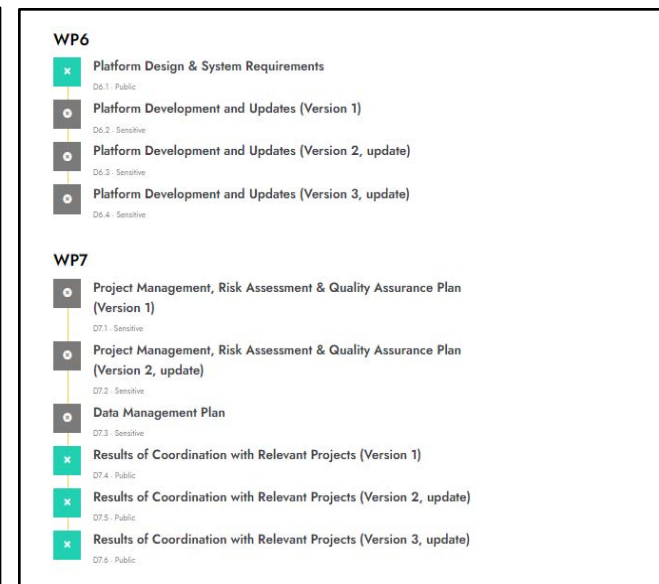 WP6
Platform Design & System Requirements
D6.1 - Public
Platform Development and Updates (Version 1)
D6.2 - Sensitive
Platform Development and Updates (Version 2, update)
D6.3 - Sensitive
Platform Development and Updates (Version 3, update)
D6.4 - Sensitive
WP7
Project Management, Risk Assessment & Quality Assurance Plan
(Version 1)
D7.1 - Sensitive
Project Management, Risk Assessment & Quality Assurance Plan
(Version 2, update)
D7.2 - Sensitive
Data Management Plan
D7.3 - Sensitive
Results of Coordination with Relevant Projects (Version 1)
D7.4 - Public
Results of Coordination with Relevant Projects (Version 2, update)
D7.5 - Public
Results of Coordination with Relevant Projects (Version 3, update)
D7.6 - Public